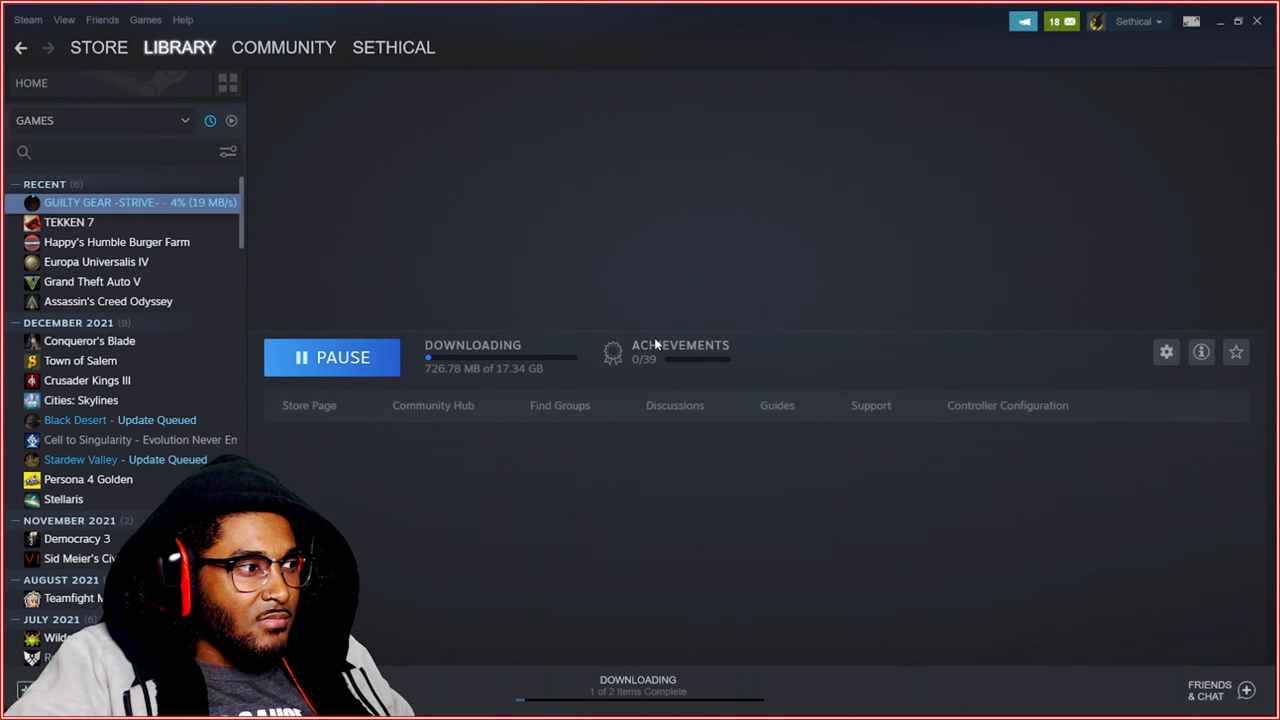 Steam View Friends Games Help
18 Sethical
STORE LIBRARY COMMUNITY SETHICAL
HOME
GAMES
RECENT (6)
GUILTY GEAR -STRIVE- - 4% (19 MB/s)
TEKKEN 7
Happy's Humble Burger Farm
Europa Universalis IV
Grand Theft Auto V
Assassin's Creed Odyssey
DECEMBER 2021 (9)
Conqueror's Blade
Town of Salem
Crusader Kings III
Cities: Skylines
Black Desert - Update Queued
Cell to Singularity - Evolution Never En
Stardew Valley - Update Queued
Persona 4 Golden
Stellaris
NOVEMBER 2021 (2)
Democracy 3
Sid Meier's Civ
AUGUST 2021
Teamfight
JULY 2021 (6)
PAUSE
DOWNLOADING
726.78 MB of 17.34 GB
ACHIEVEMENTS
0/39
Store Page Community Hub Find Groups Discussions Guides Support Controller Configuration
DOWNLOADING
1 of 2 Items Complete
FRIENDS
& CHAT